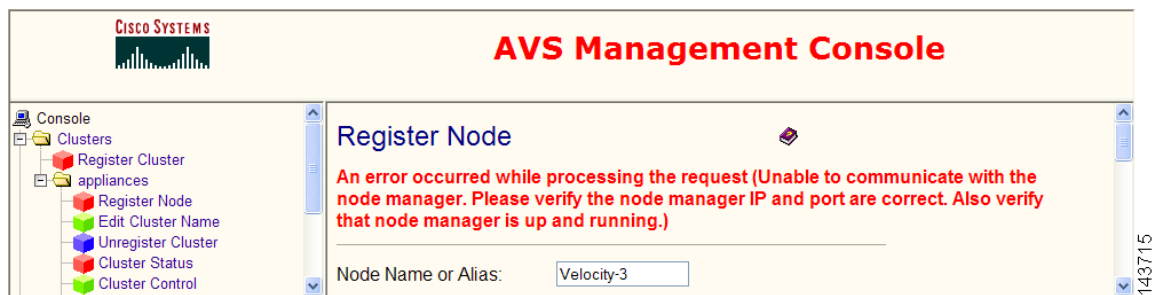 CISCO SYSTEMS
AVS Management Console
Console
Clusters
Register Cluster
appliances
Register Node
Edit Cluster Name
Unregister Cluster
Cluster Status
Cluster Control
Register Node
An error occurred while processing the request (Unable to communicate with the
node manager. Please verify the node manager IP and port are correct. Also verify
that node manager is up and running.)
Node Name or Alias: Velocity-3
143715